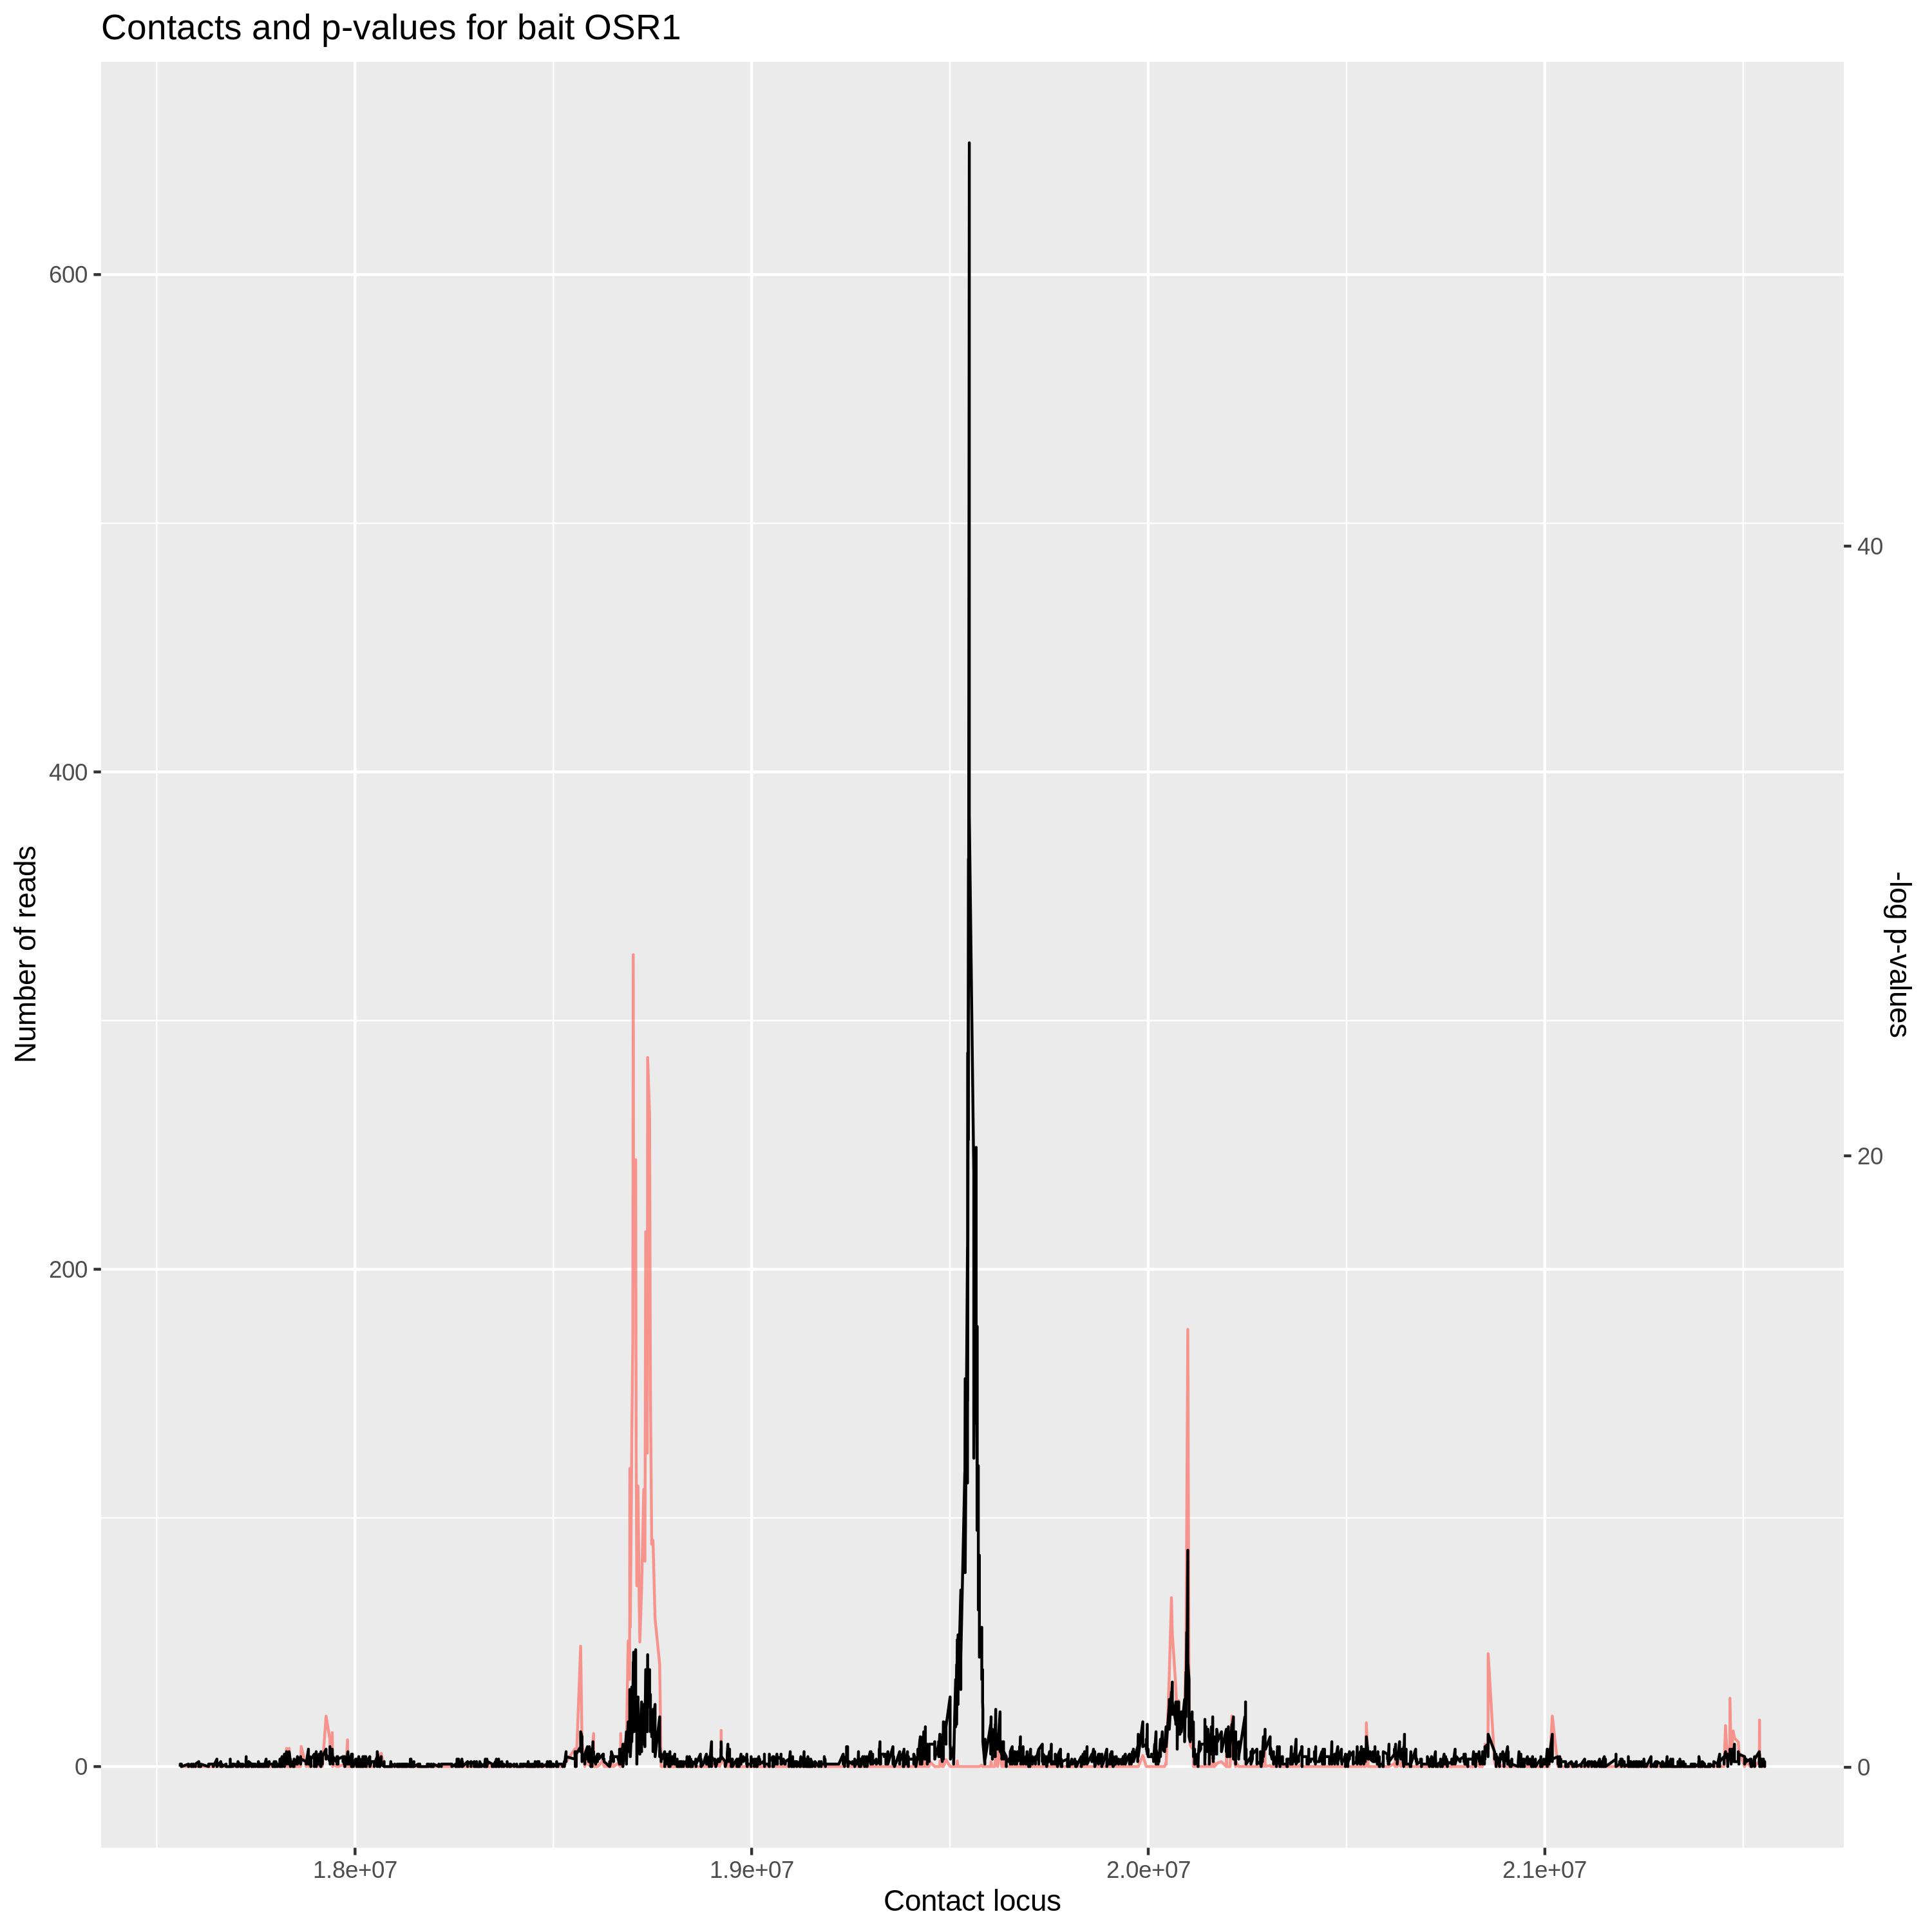 Contacts and p-values for bait OSR1
600
400
200
0
Number of reads
40
20
0
-log p-values
1.8e+07 1.9e+07 2.0e+07 2.1e+07
Contact locus